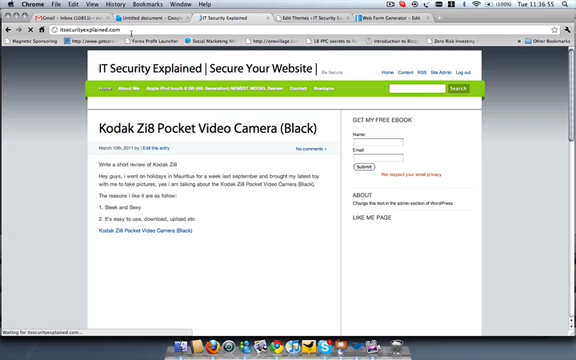 Chrome File Edit View History Bookmarks Window Help
(100%) Tue 11:36:55
Gmail - Inbox (10851) - m
Untitled document - Google
IT Security Explained
Edit Themes ‹ IT Security Ex
Web Form Generator - Edit
itsecurityexplained.com
Magnetic Sponsoring
Forex Profit Launcher
Social Marketing Me
18 PPC secrets to
Introduction to Blog
Zero Risk Investing
Other Bookmarks
IT Security Explained | Secure Your Website |
Be Secure
Home Content RSS Site Admin Log out
Home About Me Apple iPod touch 8 GB (4th Generation) NEWEST MODEL Review Contact
Search
Kodak Zi8 Pocket Video Camera (Black)
March 10th, 2011 by | Edit this entry
No comments »
Write a short review of Kodak Zi8
Hey guys, i went on holidays in Mauritius for a week last september and brought my latest toy
with me to take pictures, yes i am talking about the Kodak Zi8 Pocket Video Camera (Black).
The reasons I like it are as follow:
1. Sleek and Sexy
2. It's easy to use, download, upload etc
Kodak Zi8 Pocket Video Camera (Black)
GET MY FREE EBOOK
Name:
Email:
Submit
We respect your email privacy
ABOUT
Change this text in the admin section of WordPress
LIKE ME PAGE
Waiting for itsecurityexplained.com...